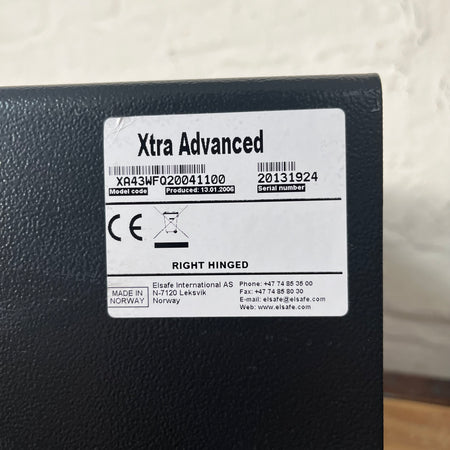 Xtra Advanced
XA43WFQ20041100 20131924
Model code Produced: 13.01.2006 Serial number
CE
RIGHT HINGED
MADE IN NORWAY
Elsafe International AS
N-7120 Leksvik
Norway
Phone: +47 74 85 35 00
Fax: +47 74 85 80 30
E-mail: elsafe@elsafe.com
Web: www.elsafe.com